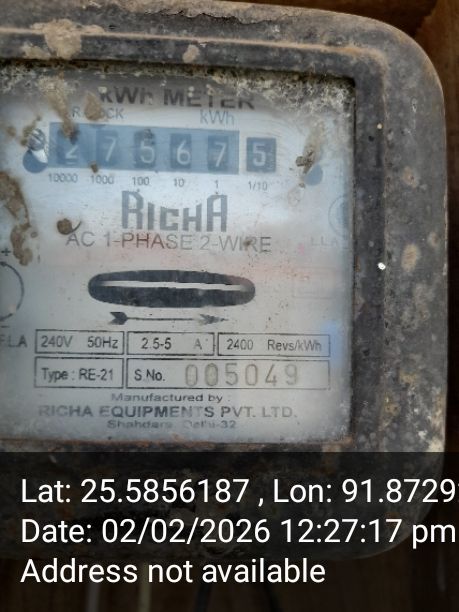 kWh METER
kWh
2 7 5 6 7 5
10000 1000 100 10 1 1/10
RICHA
AC 1-PHASE 2-WIRE
240V 50Hz 2.5-5 A 2400 Revs/kWh
Type : RE-21 S.No. 005049
Manufactured by :
RICHA EQUIPMENTS PVT. LTD.
Shahdara, Delhi-32
Lat: 25.5856187 , Lon: 91.8729
Date: 02/02/2026 12:27:17 pm
Address not available